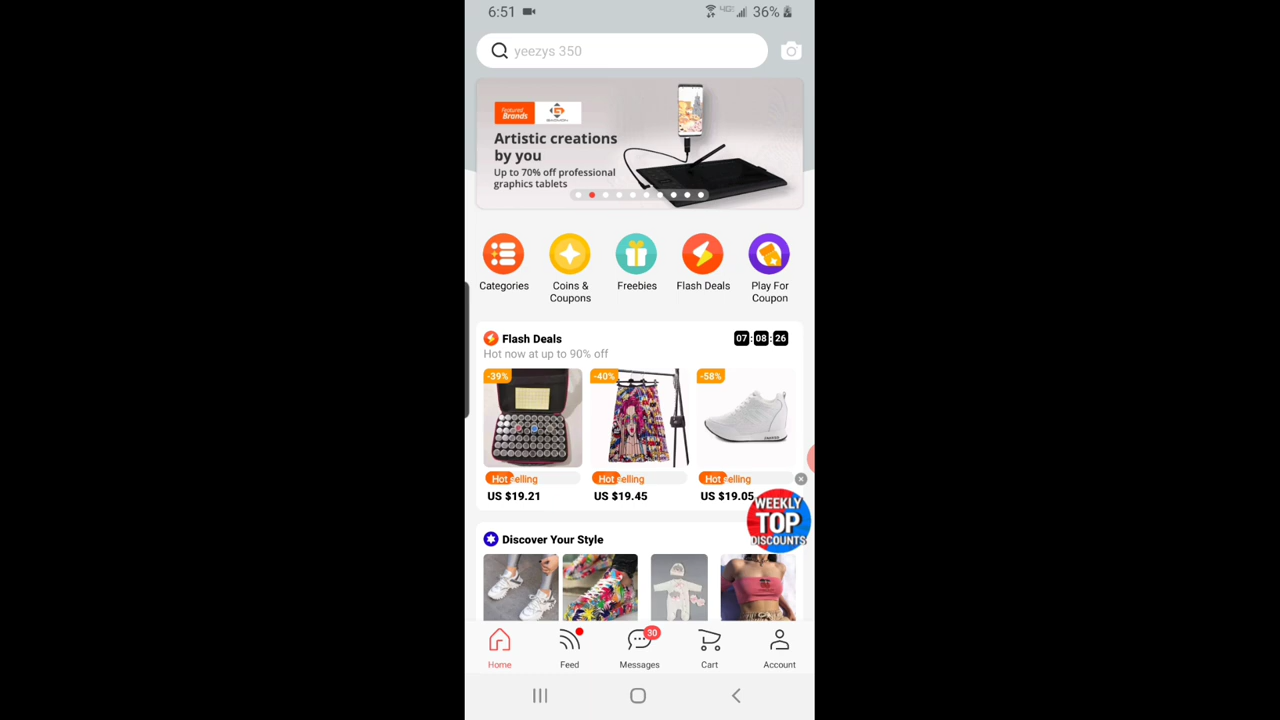 6:51
36%
yeezys 350
Featured
Brands
GAOMON
Artistic creations
by you
Up to 70% off professional
graphics tablets
Categories
Coins &
Coupons
Freebies
Flash Deals
Play For
Coupon
Flash Deals
07:08:26
Hot now at up to 90% off
-39%
-40%
-58%
Hot selling
Hot selling
Hot selling
US $19.21
US $19.45
US $19.05
WEEKLY
TOP
DISCOUNTS
Discover Your Style
30
Home
Feed
Messages
Cart
Account